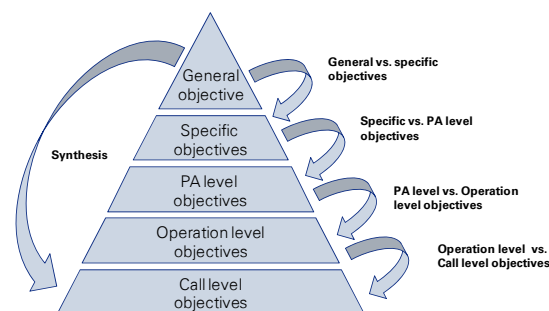 General
objective
General vs. specific
objectives
Specific
objectives
Specific vs. PA level
objectives
Synthesis
PA level
objectives
PA level vs. Operation
level objectives
Operation level
objectives
Operation level vs.
Call level objectives
Call level
objectives